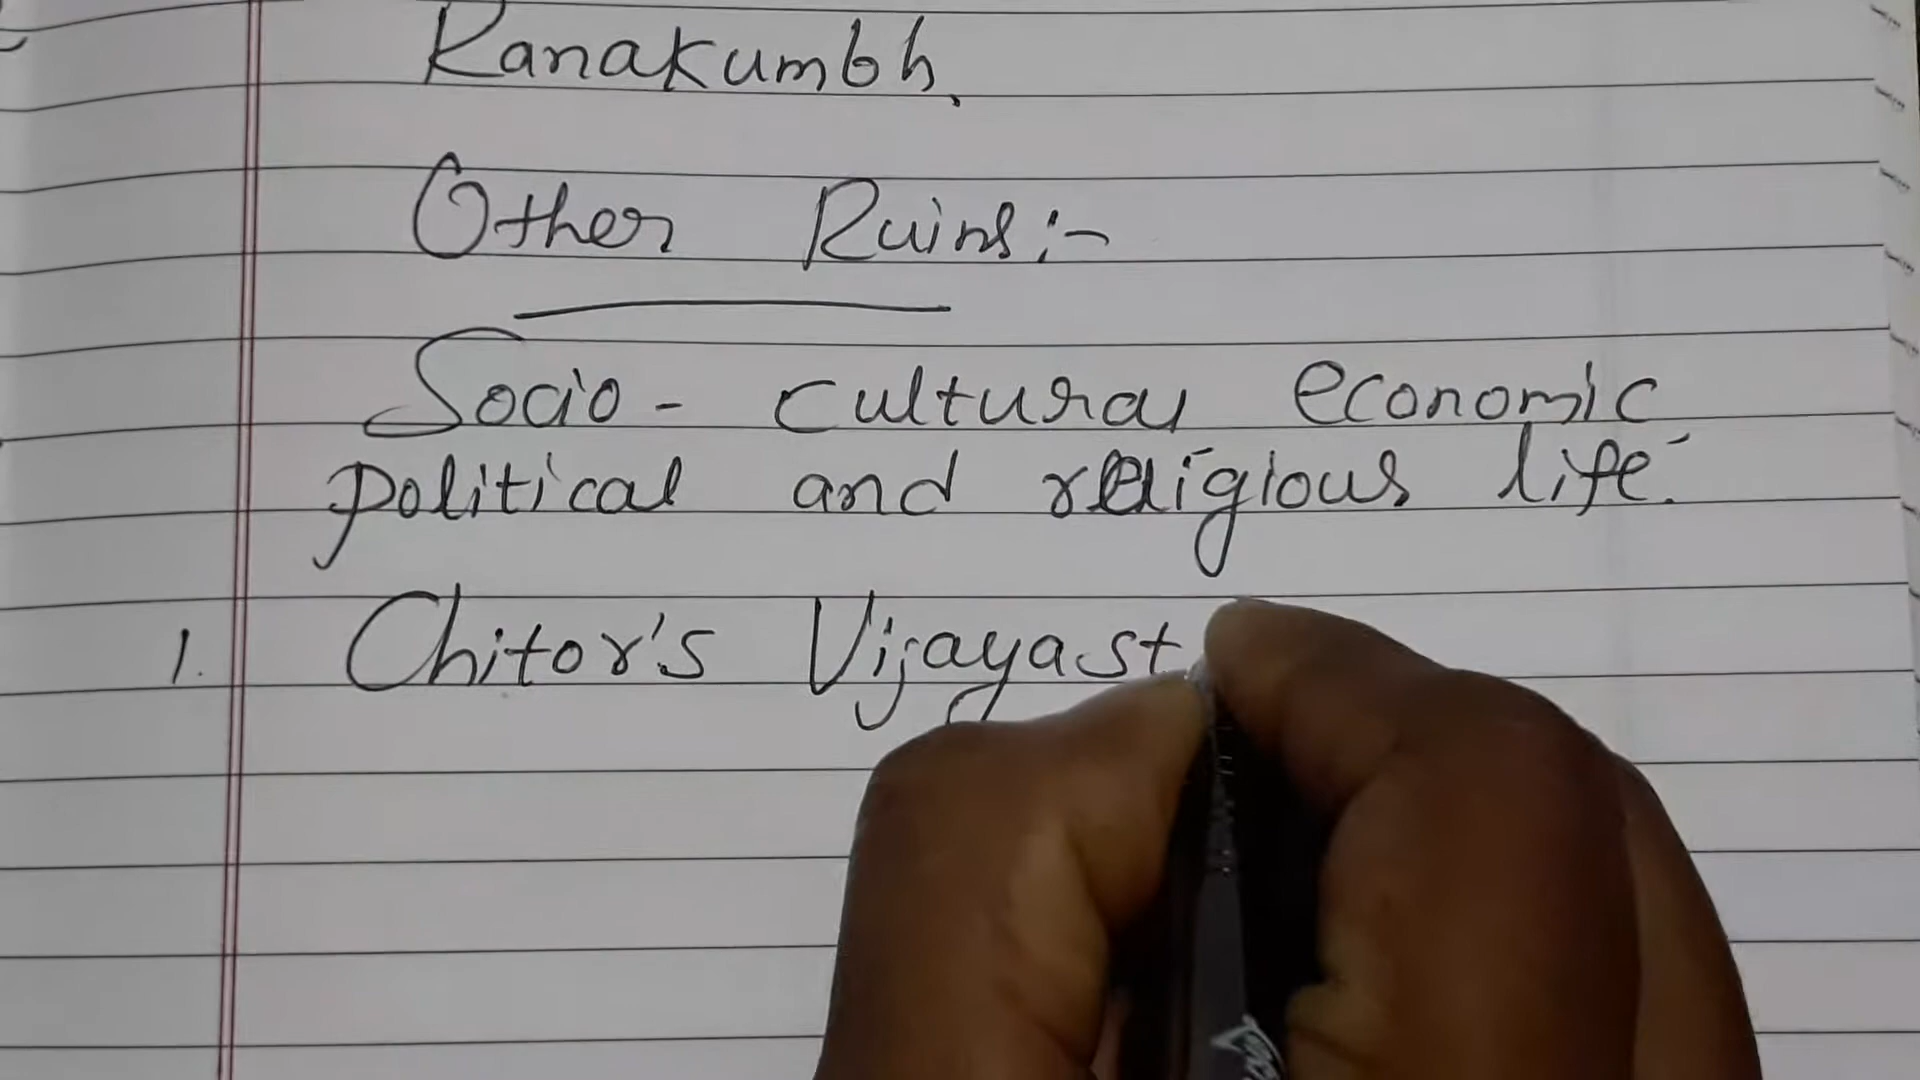 Ranakumbh.
Other Ruins:-
Socio - cultural economic
political and religious life.
1. Chitor's Vijayast